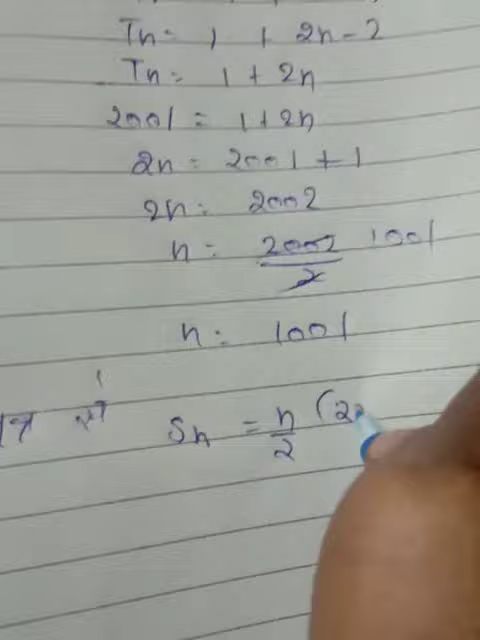 Tn = 1 + 2n - 2
Tn = 1 + 2n
2001 = 1 + 2n
2n = 2001 + 1
2n = 2002
n = 2002/2 1001
n = 1001
से Sn = n/2 (2